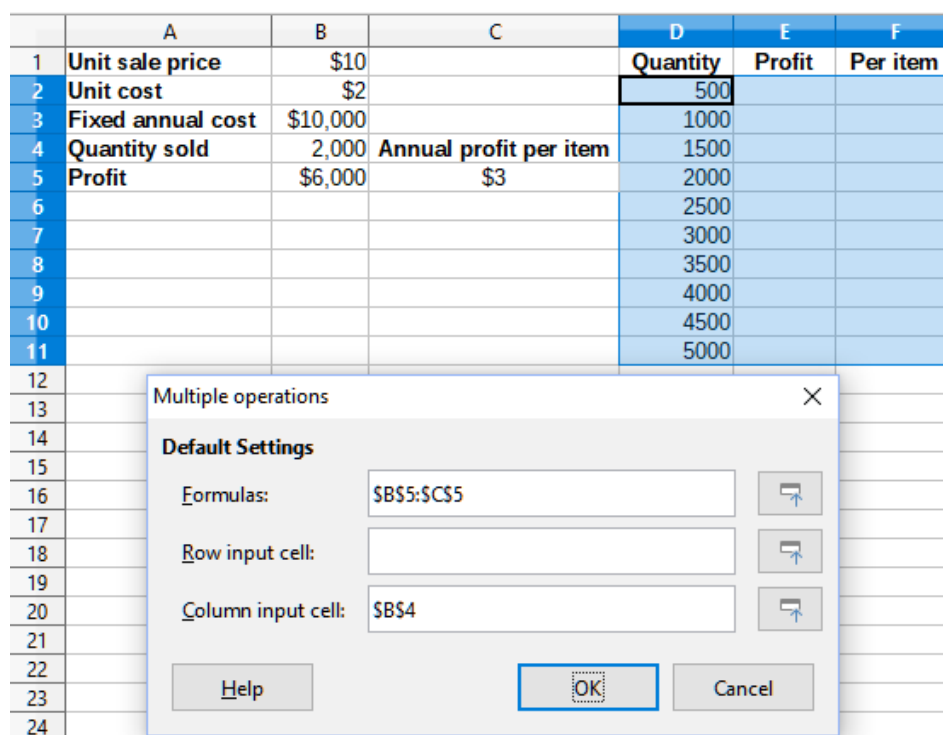 A B C D E F
1 Unit sale price $10 Quantity Profit Per item
2 Unit cost $2 500
3 Fixed annual cost $10,000 1000
4 Quantity sold 2,000 Annual profit per item 1500
5 Profit $6,000 $3 2000
6 2500
7 3000
8 3500
9 4000
10 4500
11 5000
12
13 Multiple operations
14 Default Settings
15
16 Formulas: $B$5:$C$5
17
18 Row input cell:
19
20 Column input cell: $B$4
21
22
23 Help OK Cancel
24